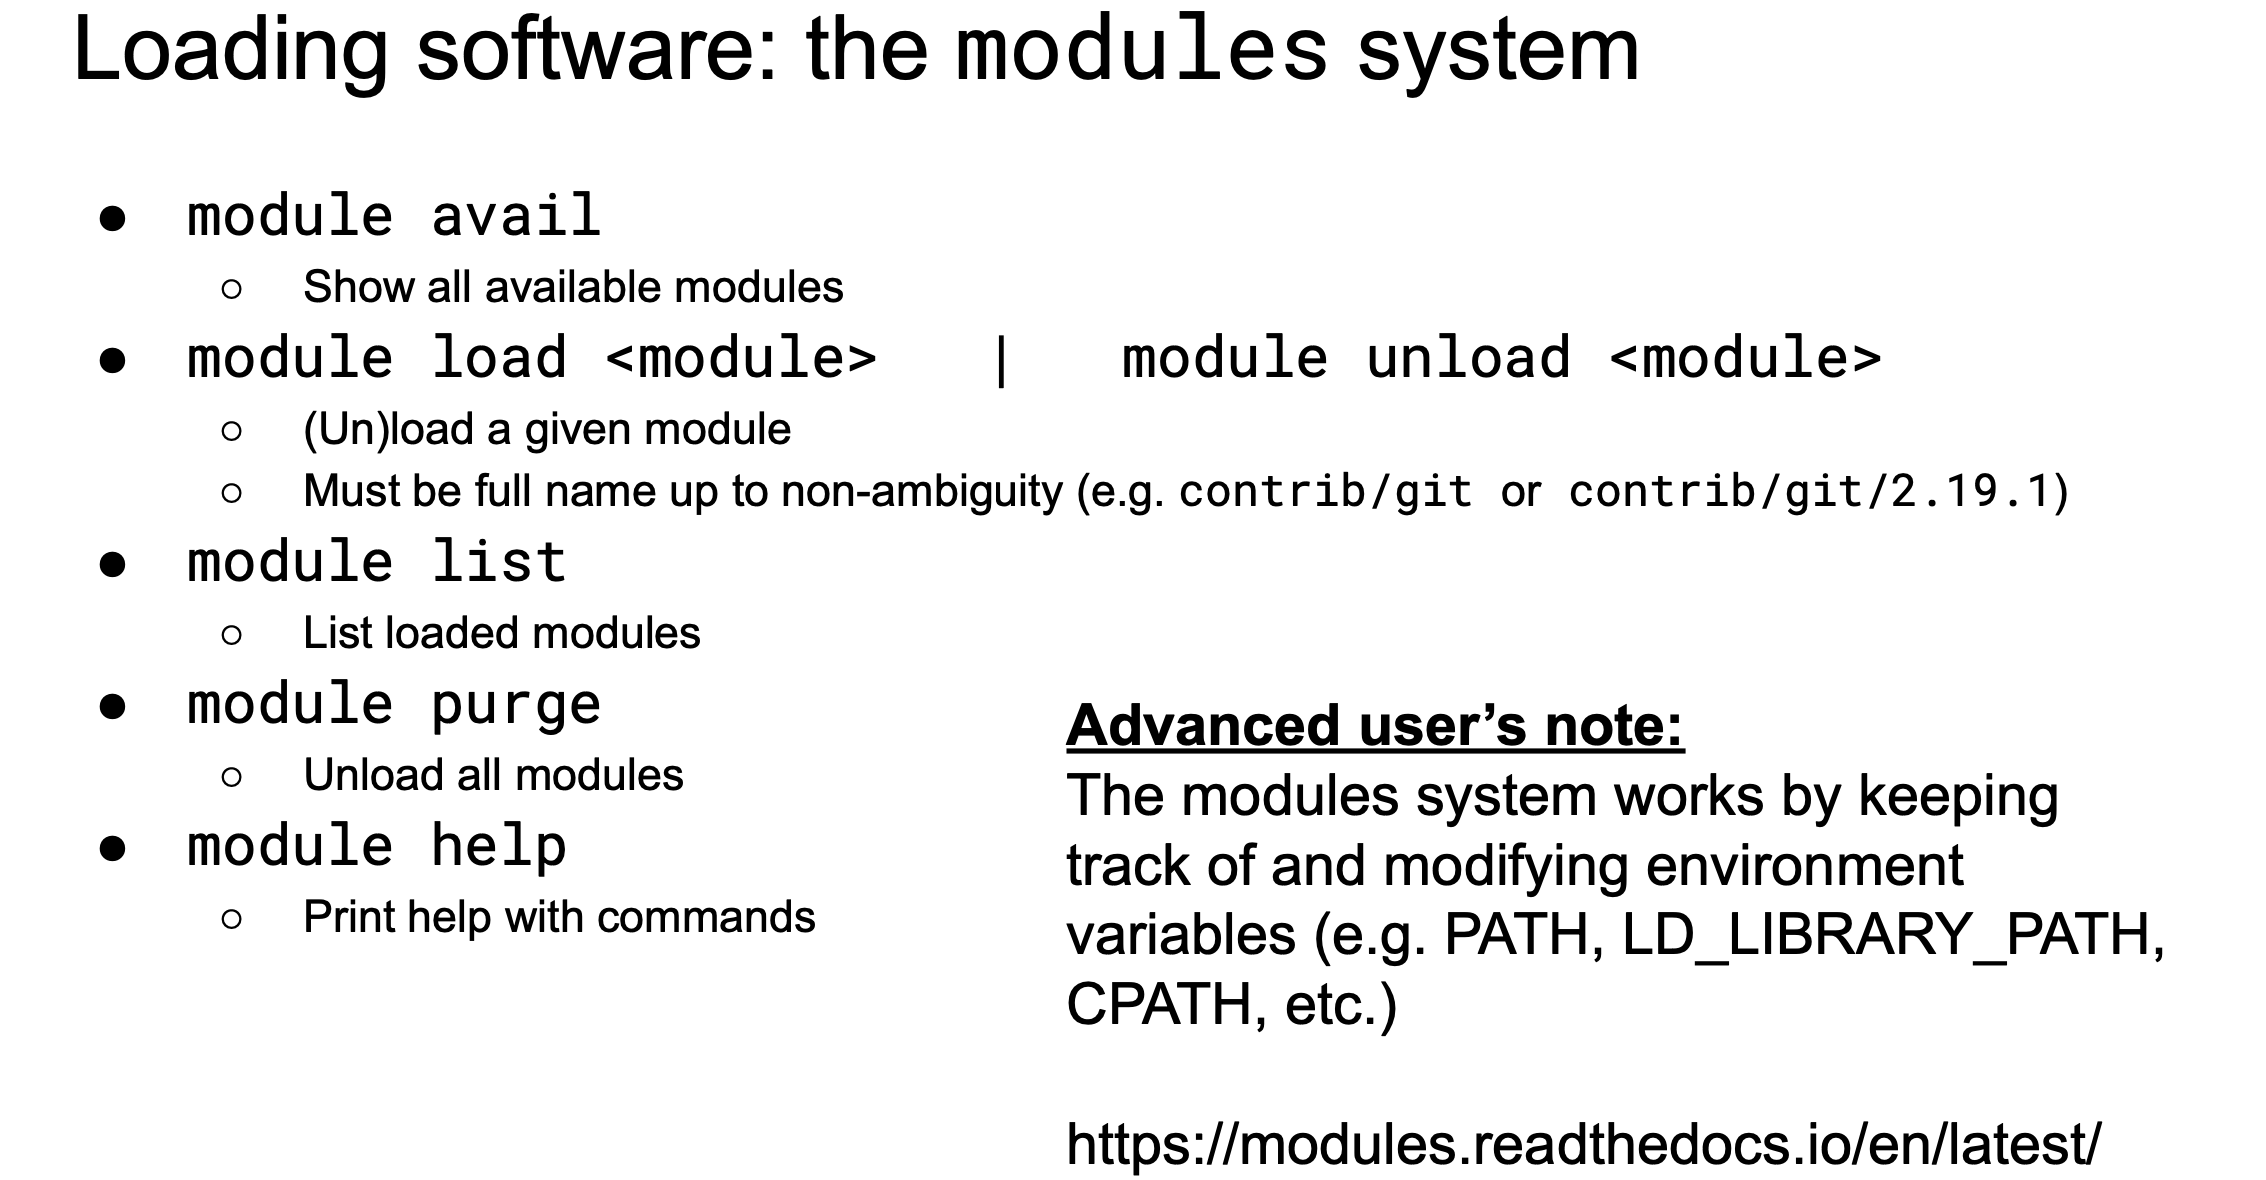 Loading software: the modules system
● module avail
○ Show all available modules
● module load <module> | module unload <module>
○ (Un)load a given module
○ Must be full name up to non-ambiguity (e.g. contrib/git or contrib/git/2.19.1)
● module list
○ List loaded modules
● module purge
○ Unload all modules
● module help
○ Print help with commands
Advanced user’s note:
The modules system works by keeping
track of and modifying environment
variables (e.g. PATH, LD_LIBRARY_PATH,
CPATH, etc.)
https://modules.readthedocs.io/en/latest/